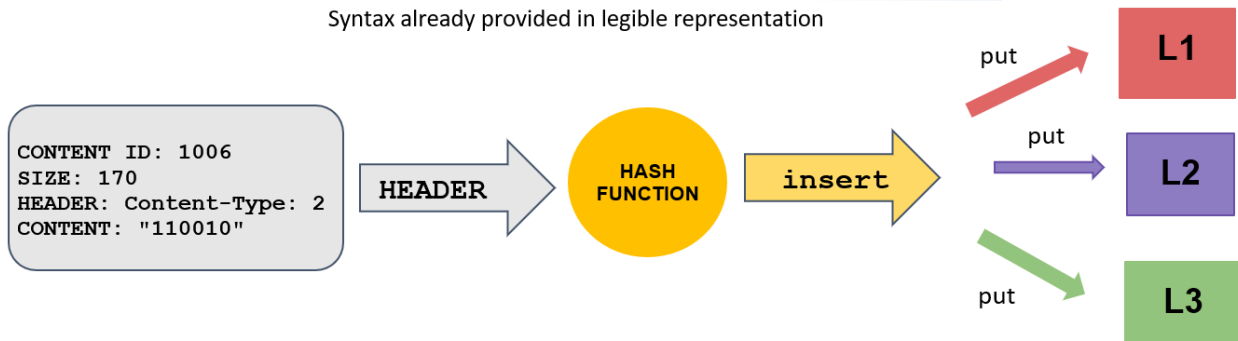 Syntax already provided in legible representation
CONTENT ID: 1006
SIZE: 170
HEADER: Content-Type: 2
CONTENT: "110010"
HEADER
HASH
FUNCTION
insert
put
L1
put
L2
put
L3